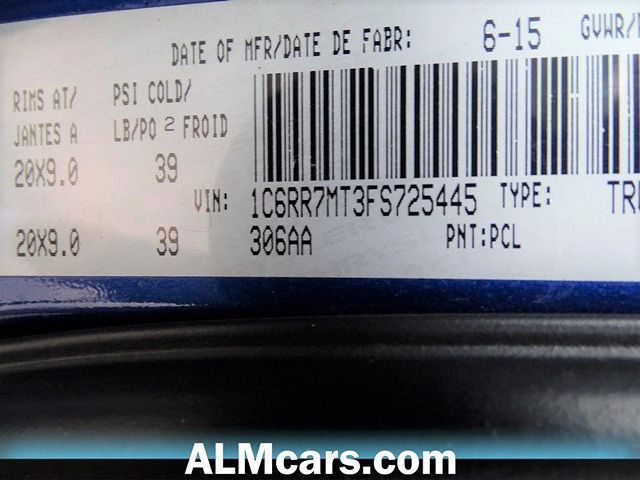 DATE OF MFR/DATE DE FABR: 6-15 GVWR/
RIMS AT/ PSI COLD/
JANTES A LB/PO 2 FROID
20X9.0 39
VIN: 1C6RR7MT3FS725445 TYPE: TRU
20X9.0 39 306AA PNT:PCL
ALMcars.com